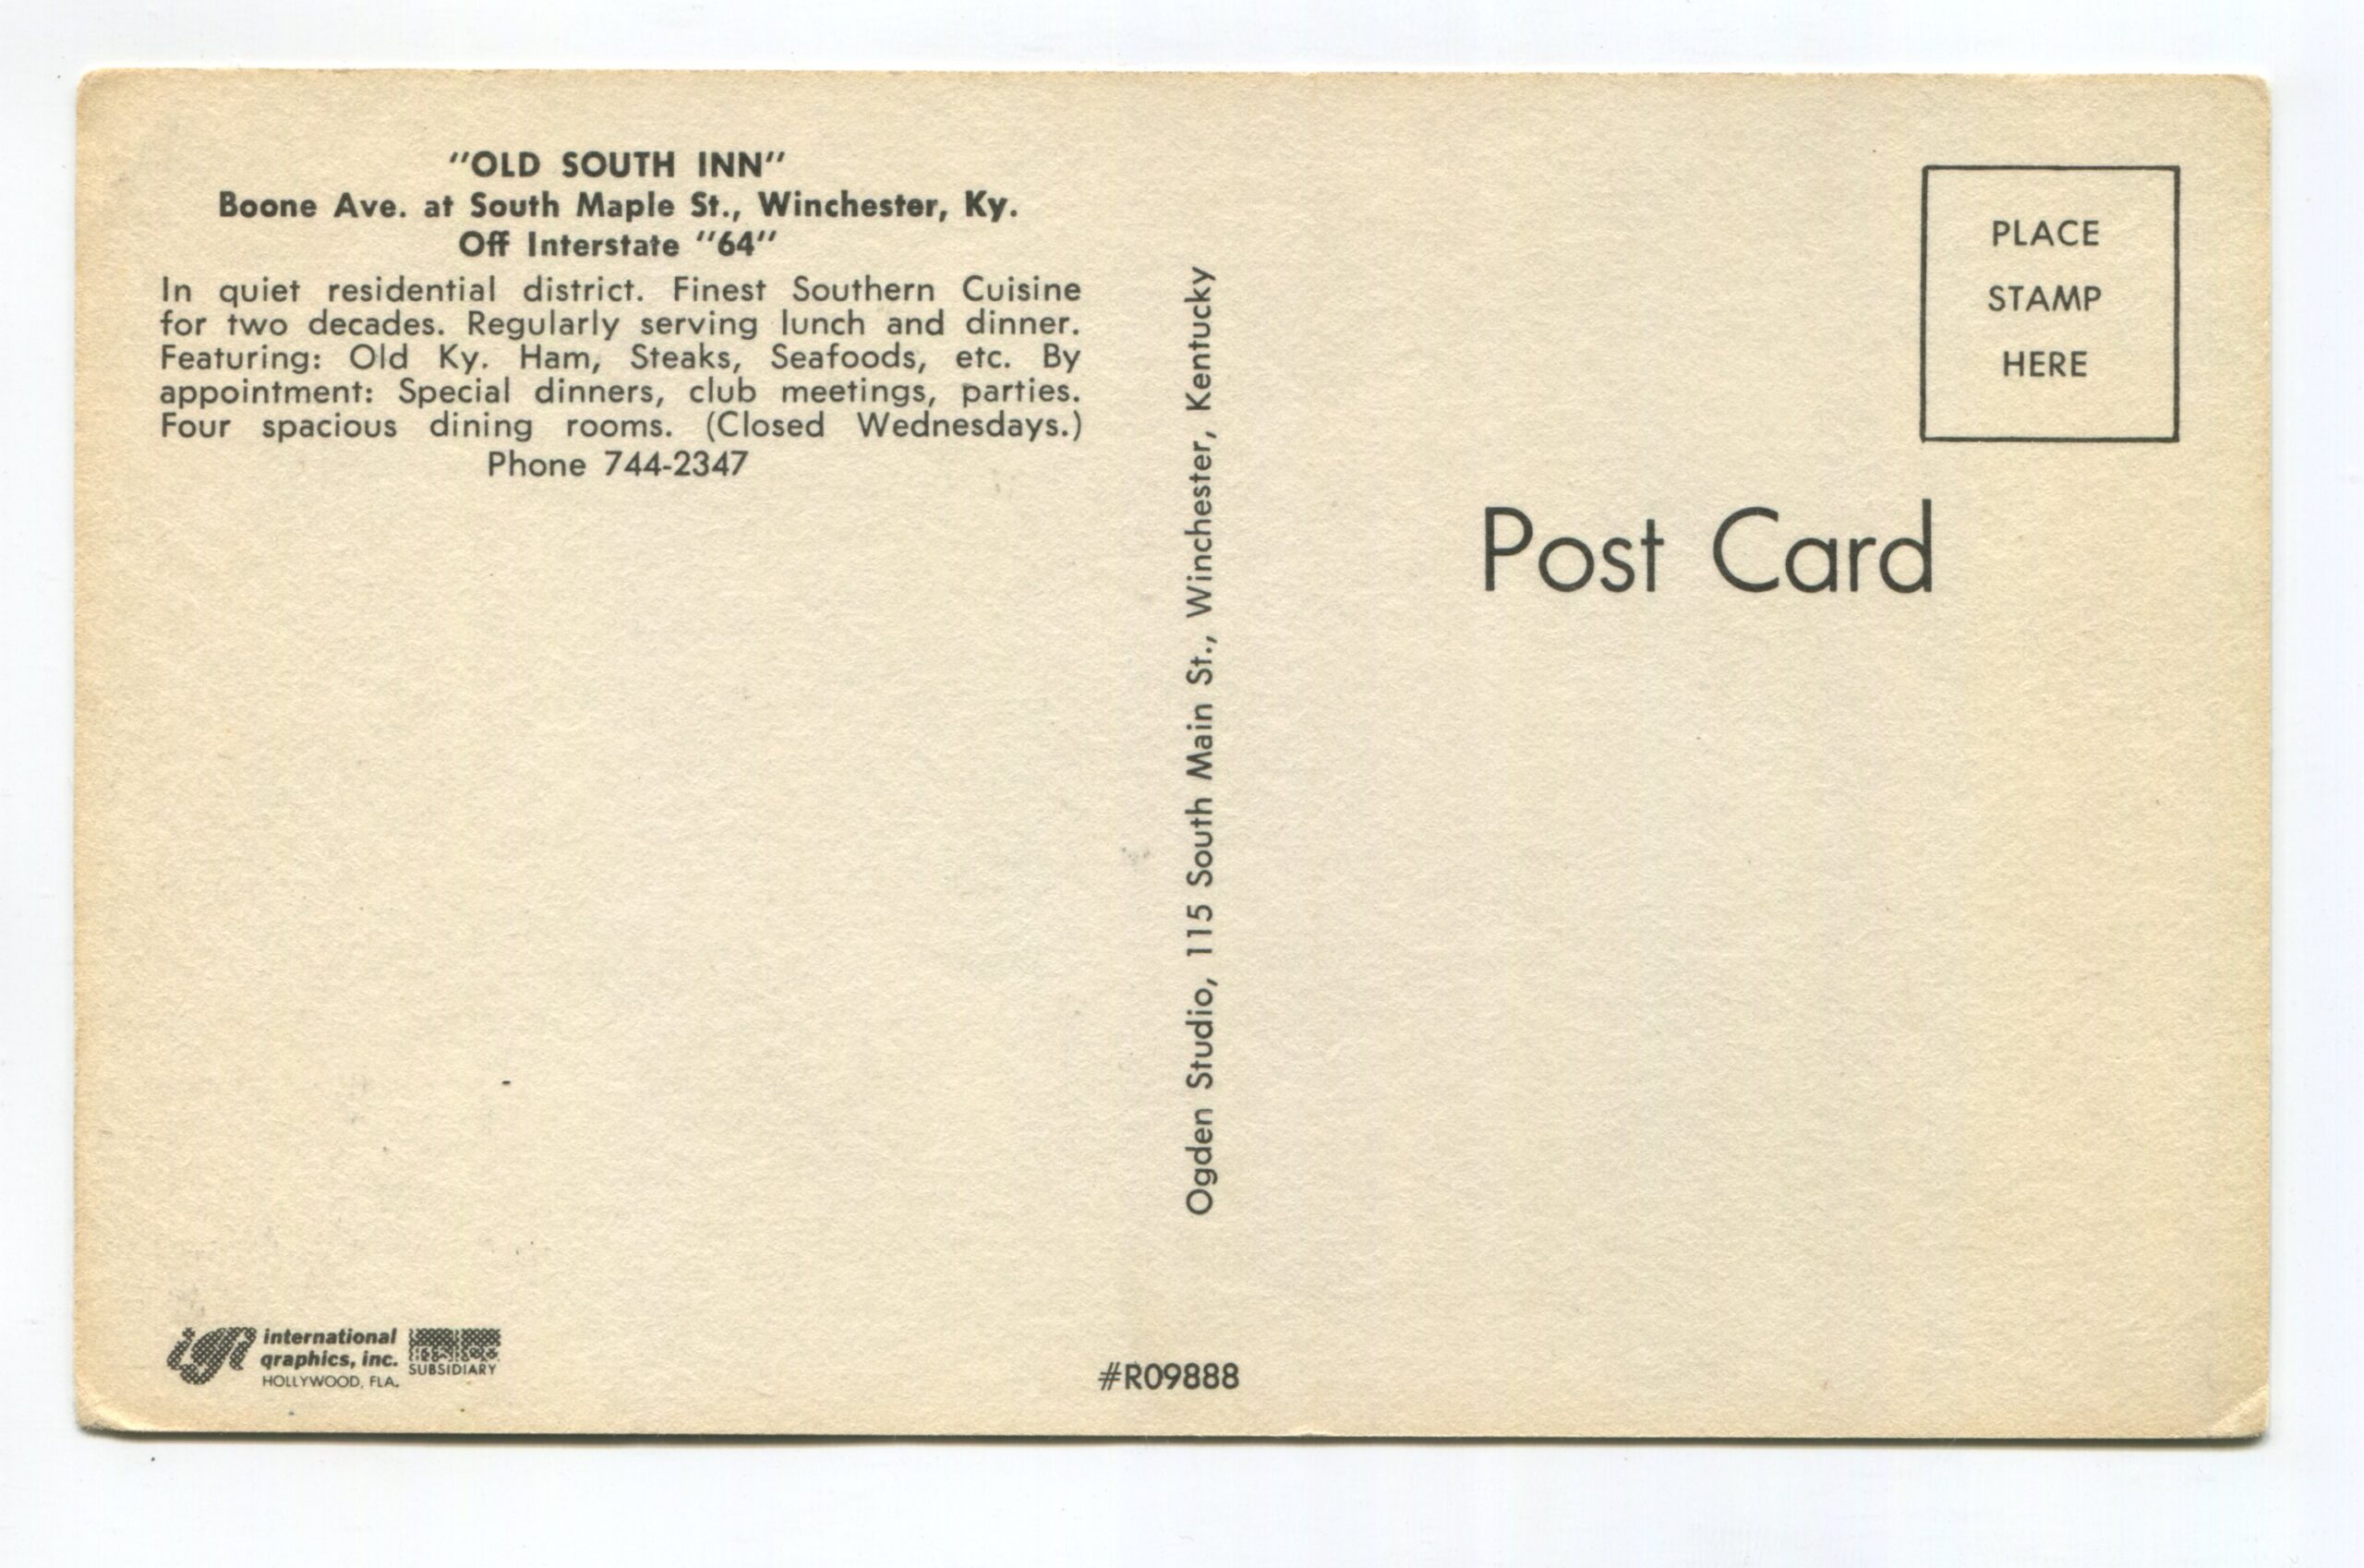 "OLD SOUTH INN"
Boone Ave. at South Maple St., Winchester, Ky.
Off Interstate "64"
In quiet residential district. Finest Southern Cuisine
for two decades. Regularly serving lunch and dinner.
Featuring: Old Ky. Ham, Steaks, Seafoods, etc. By
appointment: Special dinners, club meetings, parties.
Four spacious dining rooms. (Closed Wednesdays.)
Phone 744-2347
Ogden Studio, 115 South Main St., Winchester, Kentucky
PLACE
STAMP
HERE
Post Card
igi
international
graphics, inc.
HOLLYWOOD, FLA.
SUBSIDIARY
#R09888